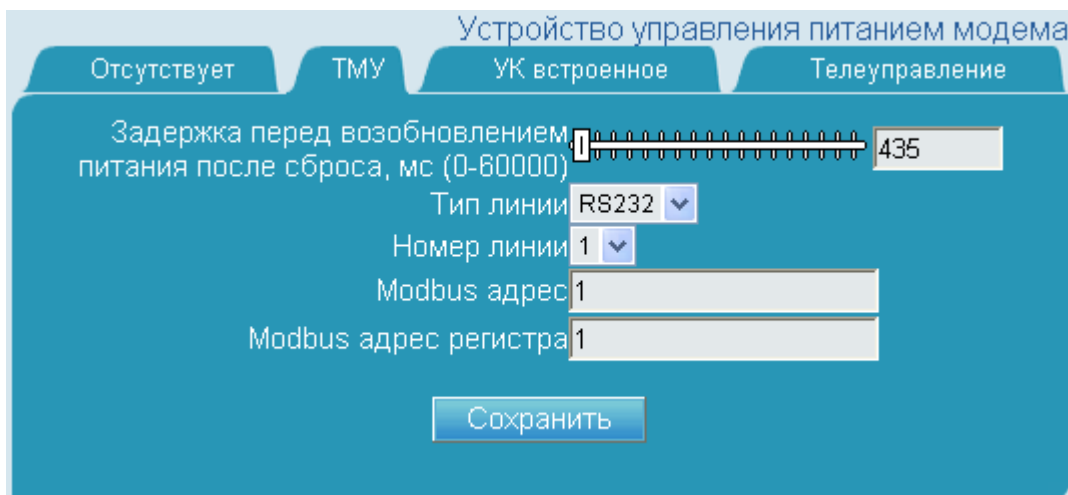 Устройство управления питанием модема
Отсутствует ТМУ УК встроенное Телеуправление
Задержка перед возобновлением
питания после сброса, мс (0-60000) 435
Тип линии RS232
Номер линии 1
Modbus адрес 1
Modbus адрес регистра 1
Сохранить